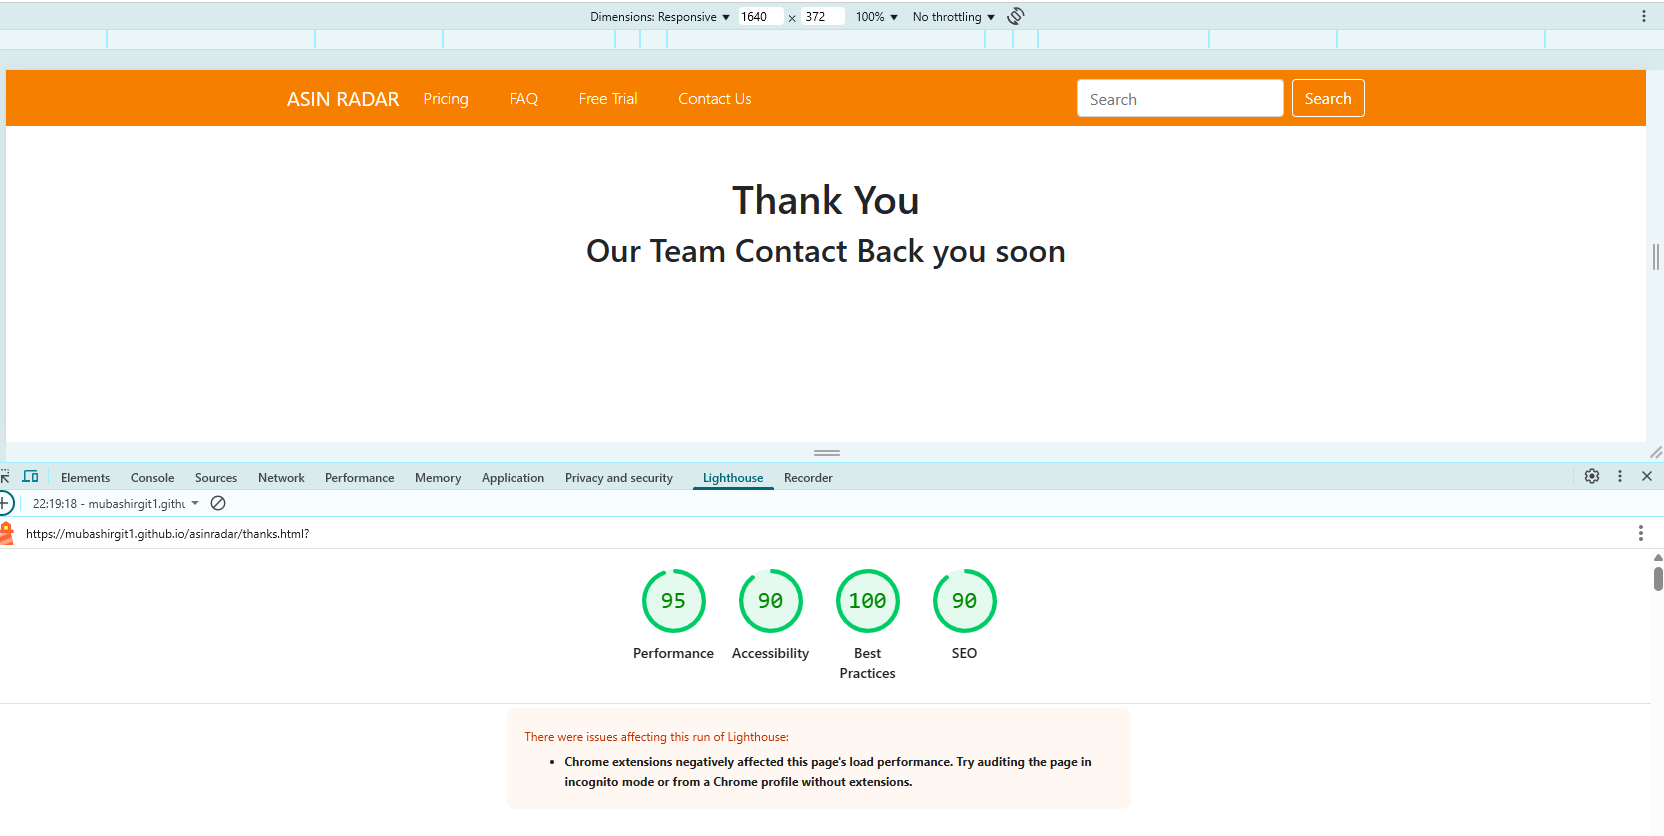 Dimensions: Responsive 1640 × 372 100% No throttling
ASIN RADAR Pricing FAQ Free Trial Contact Us Search Search
Thank You
Our Team Contact Back you soon
Elements Console Sources Network Performance Memory Application Privacy and security Lighthouse Recorder
22:19:18 - mubashirgit1.githu
https://mubashirgit1.github.io/asinradar/thanks.html?
95 90 100 90
Performance Accessibility Best Practices SEO
There were issues affecting this run of Lighthouse:
• Chrome extensions negatively affected this page's load performance. Try auditing the page in
incognito mode or from a Chrome profile without extensions.